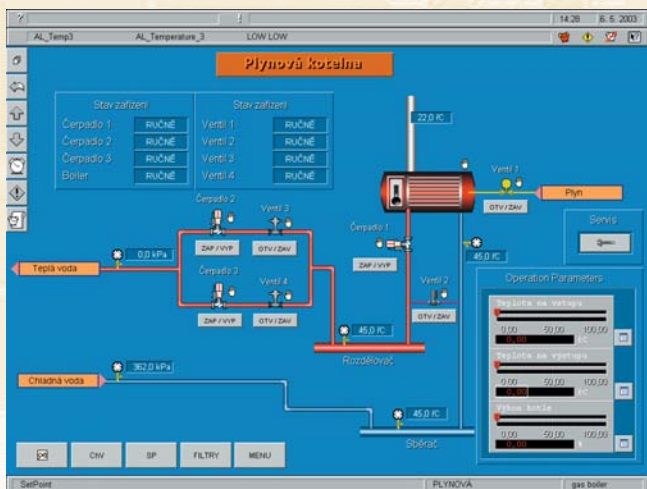 ? !
14:28 6. 5. 2003
AL_Temp3 AL_Temperature_3 LOW LOW
Plynová kotelna
Stav zařízení Stav zařízení
Čerpadlo 1 RUČNĚ Ventil 1 RUČNĚ
Čerpadlo 2 RUČNĚ Ventil 2 RUČNĚ
Čerpadlo 3 RUČNĚ Ventil 3 RUČNĚ
Boiler RUČNĚ Ventil 4 RUČNĚ
22,0 /C
Ventil 1
Plyn
OTV / ZAV
Čerpadlo 2 Ventil 3
Servis
Čerpadlo 1
ZAP / VYP OTV / ZAV
0,0 kPa
45,0 /C
ZAP / VYP
Teplá voda
Čerpadlo 3 Ventil 4
Ventil 2
Operation Parameters
Teplota na vstupu
0,00 50,00 100,00
0,00 /C
ZAP / VYP OTV / ZAV
OTV / ZAV
45,0 /C
Rozdělovač
Teplota na výstupu
0,00 50,00 100,00
0,00 /C
362,0 kPa
Chladná voda
45,0 /C
Sběrač
Výkon kotle
0,00 50,00 100,00
0,00
ChV SP FILTRY MENU
SetPoint PLYNOVÁ gas boiler